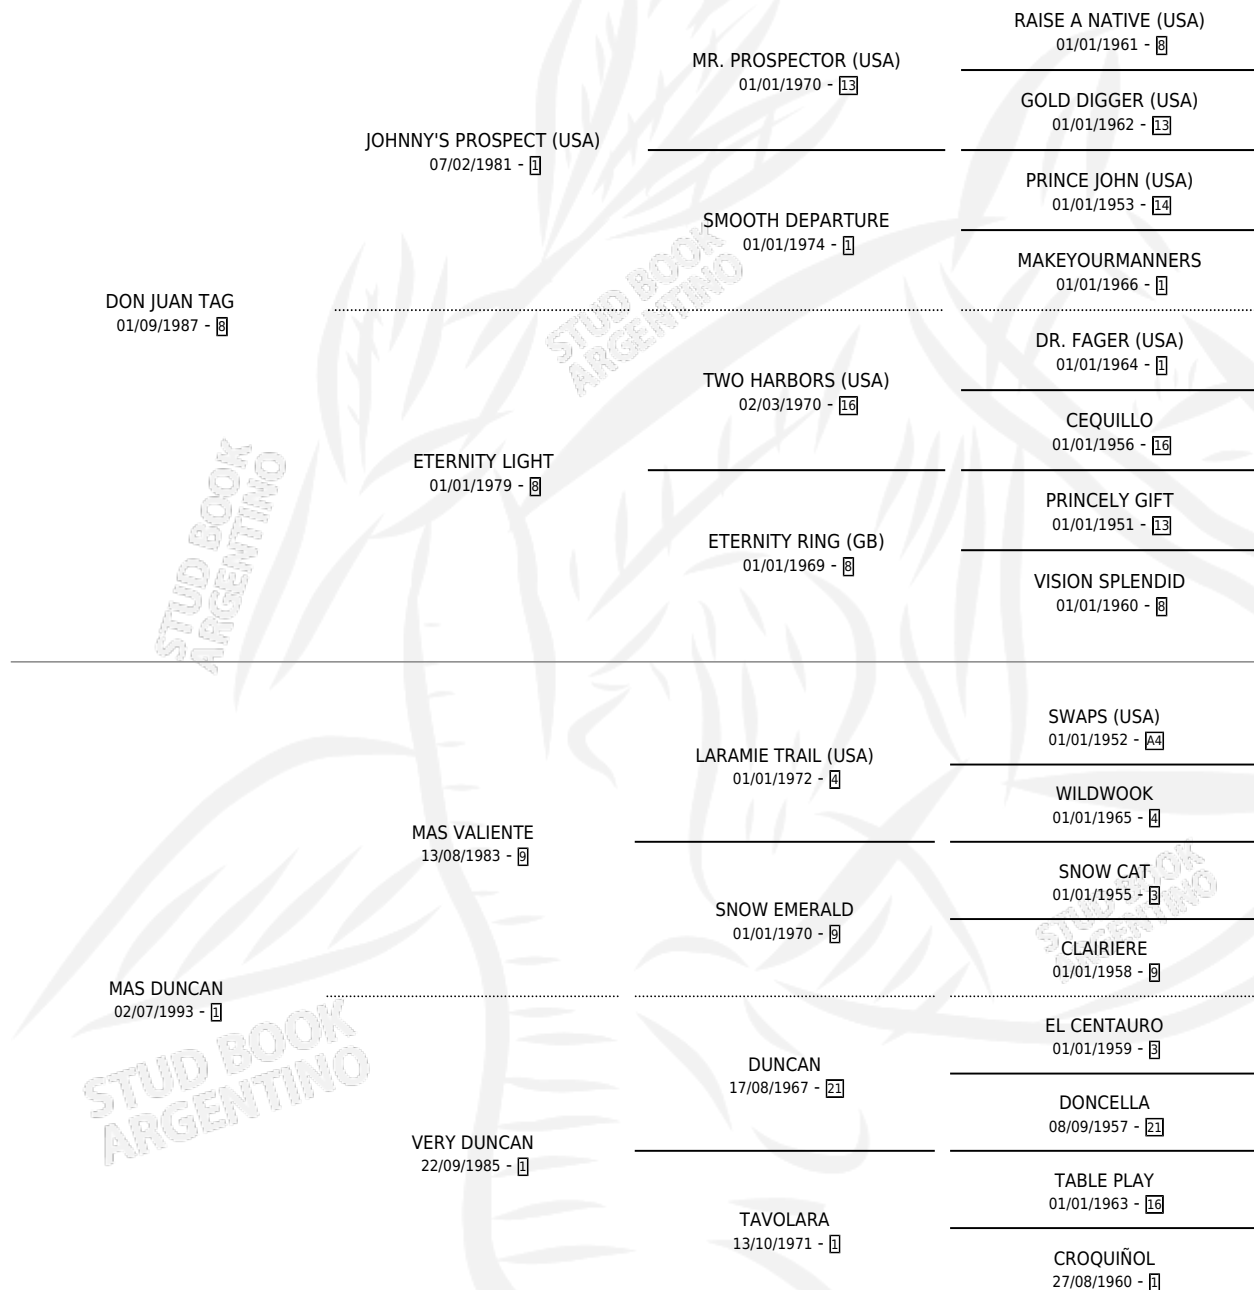 RAISE A NATIVE (USA)
01/01/1961 - 8
MR. PROSPECTOR (USA)
01/01/1970 - 13
GOLD DIGGER (USA)
01/01/1962 - 13
JOHNNY'S PROSPECT (USA)
07/02/1981 - 1
PRINCE JOHN (USA)
01/01/1953 - 14
SMOOTH DEPARTURE
01/01/1974 - 1
MAKEYOURMANNERS
01/01/1966 - 1
DON JUAN TAG
01/09/1987 - 8
DR. FAGER (USA)
01/01/1964 - 1
TWO HARBORS (USA)
02/03/1970 - 16
CEQUILLO
01/01/1956 - 16
ETERNITY LIGHT
01/01/1979 - 8
PRINCELY GIFT
01/01/1951 - 13
ETERNITY RING (GB)
01/01/1969 - 8
VISION SPLENDID
01/01/1960 - 8
SWAPS (USA)
01/01/1952 - A4
LARAMIE TRAIL (USA)
01/01/1972 - 4
WILDWOOK
01/01/1965 - 4
MAS VALIENTE
13/08/1983 - 9
SNOW CAT
01/01/1955 - 3
SNOW EMERALD
01/01/1970 - 9
CLAIRIERE
01/01/1958 - 9
MAS DUNCAN
02/07/1993 - 1
EL CENTAURO
01/01/1959 - 3
DUNCAN
17/08/1967 - 21
DONCELLA
08/09/1957 - 21
VERY DUNCAN
22/09/1985 - 1
TABLE PLAY
01/01/1963 - 16
TAVOLARA
13/10/1971 - 1
CROQUIÑOL
27/08/1960 - 1
STUD BOOK
ARGENTINO
STUD BOOK
ARGENTINO
STUD BOOK
ARGENTINO
STUD BOOK
ARGENTINO